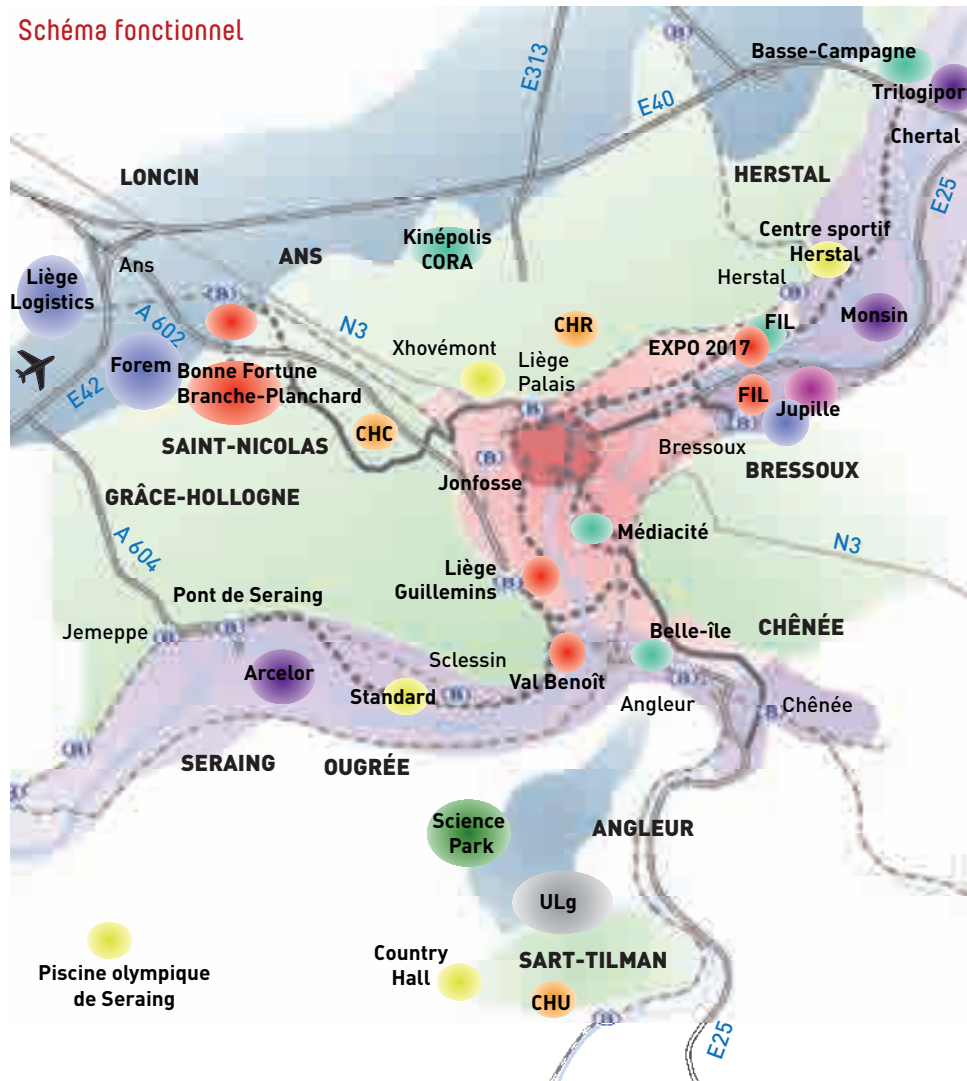 Schéma fonctionnel
E313
E40
Basse-Campagne
Trilogiport
Chertal
E25
LONCIN
HERSTAL
Kinépolis
CORA
Centre sportif
Herstal
Herstal
ANS
Ans
Liège
Logistics
A 602
N3
CHR
FIL
Monsin
EXPO 2017
Xhovémont
Liège
Palais
Forem
Bonne Fortune
Branche-Planchard
E42
FIL
Jupille
CHC
SAINT-NICOLAS
Bressoux
BRESSOUX
Jonfosse
GRÂCE-HOLLOGNE
A 604
Médiacité
N3
Liège
Guillemins
Pont de Seraing
Jemeppe
CHÊNÉE
Belle-île
Sclessin
Arcelor
Standard
Val Benoît
Angleur
Chênée
SERAING
OUGRÉE
Science
Park
ANGLEUR
ULg
Country
Hall
SART-TILMAN
Piscine olympique
de Seraing
CHU
E25